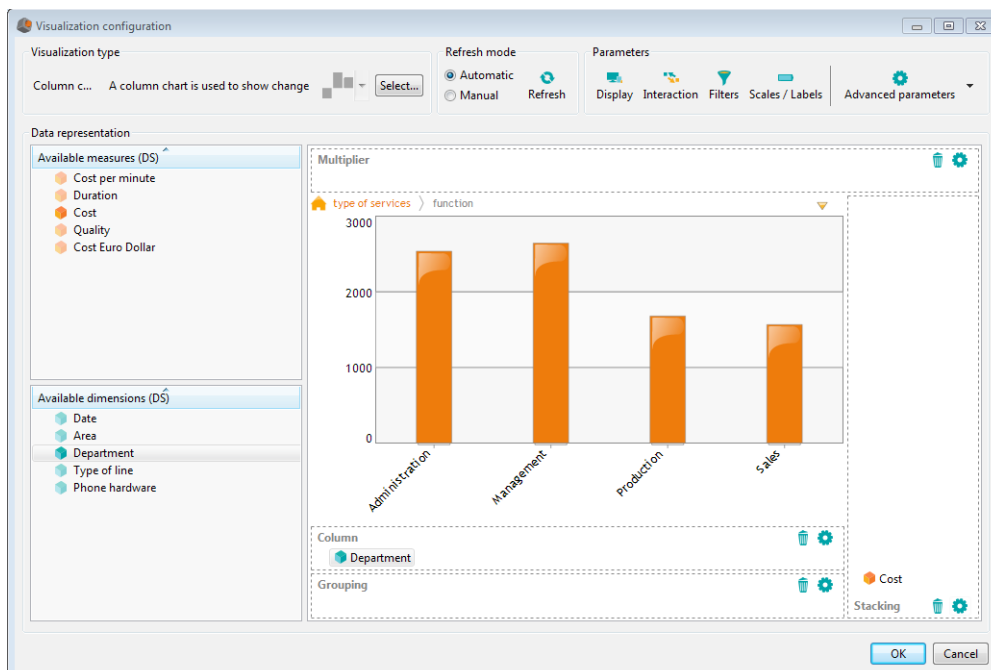 Visualization configuration
Visualization type
Refresh mode
Parameters
Column c... A column chart is used to show change
Select...
Automatic
Manual
Refresh
Display
Interaction
Filters
Scales / Labels
Advanced parameters
Data representation
Available measures (DS)
Cost per minute
Duration
Cost
Quality
Cost Euro Dollar
Available dimensions (DS)
Date
Area
Department
Type of line
Phone hardware
Multiplier
type of services
function
3000
2000
1000
0
Administration
Management
Production
Sales
Column
Department
Grouping
Cost
Stacking
OK
Cancel